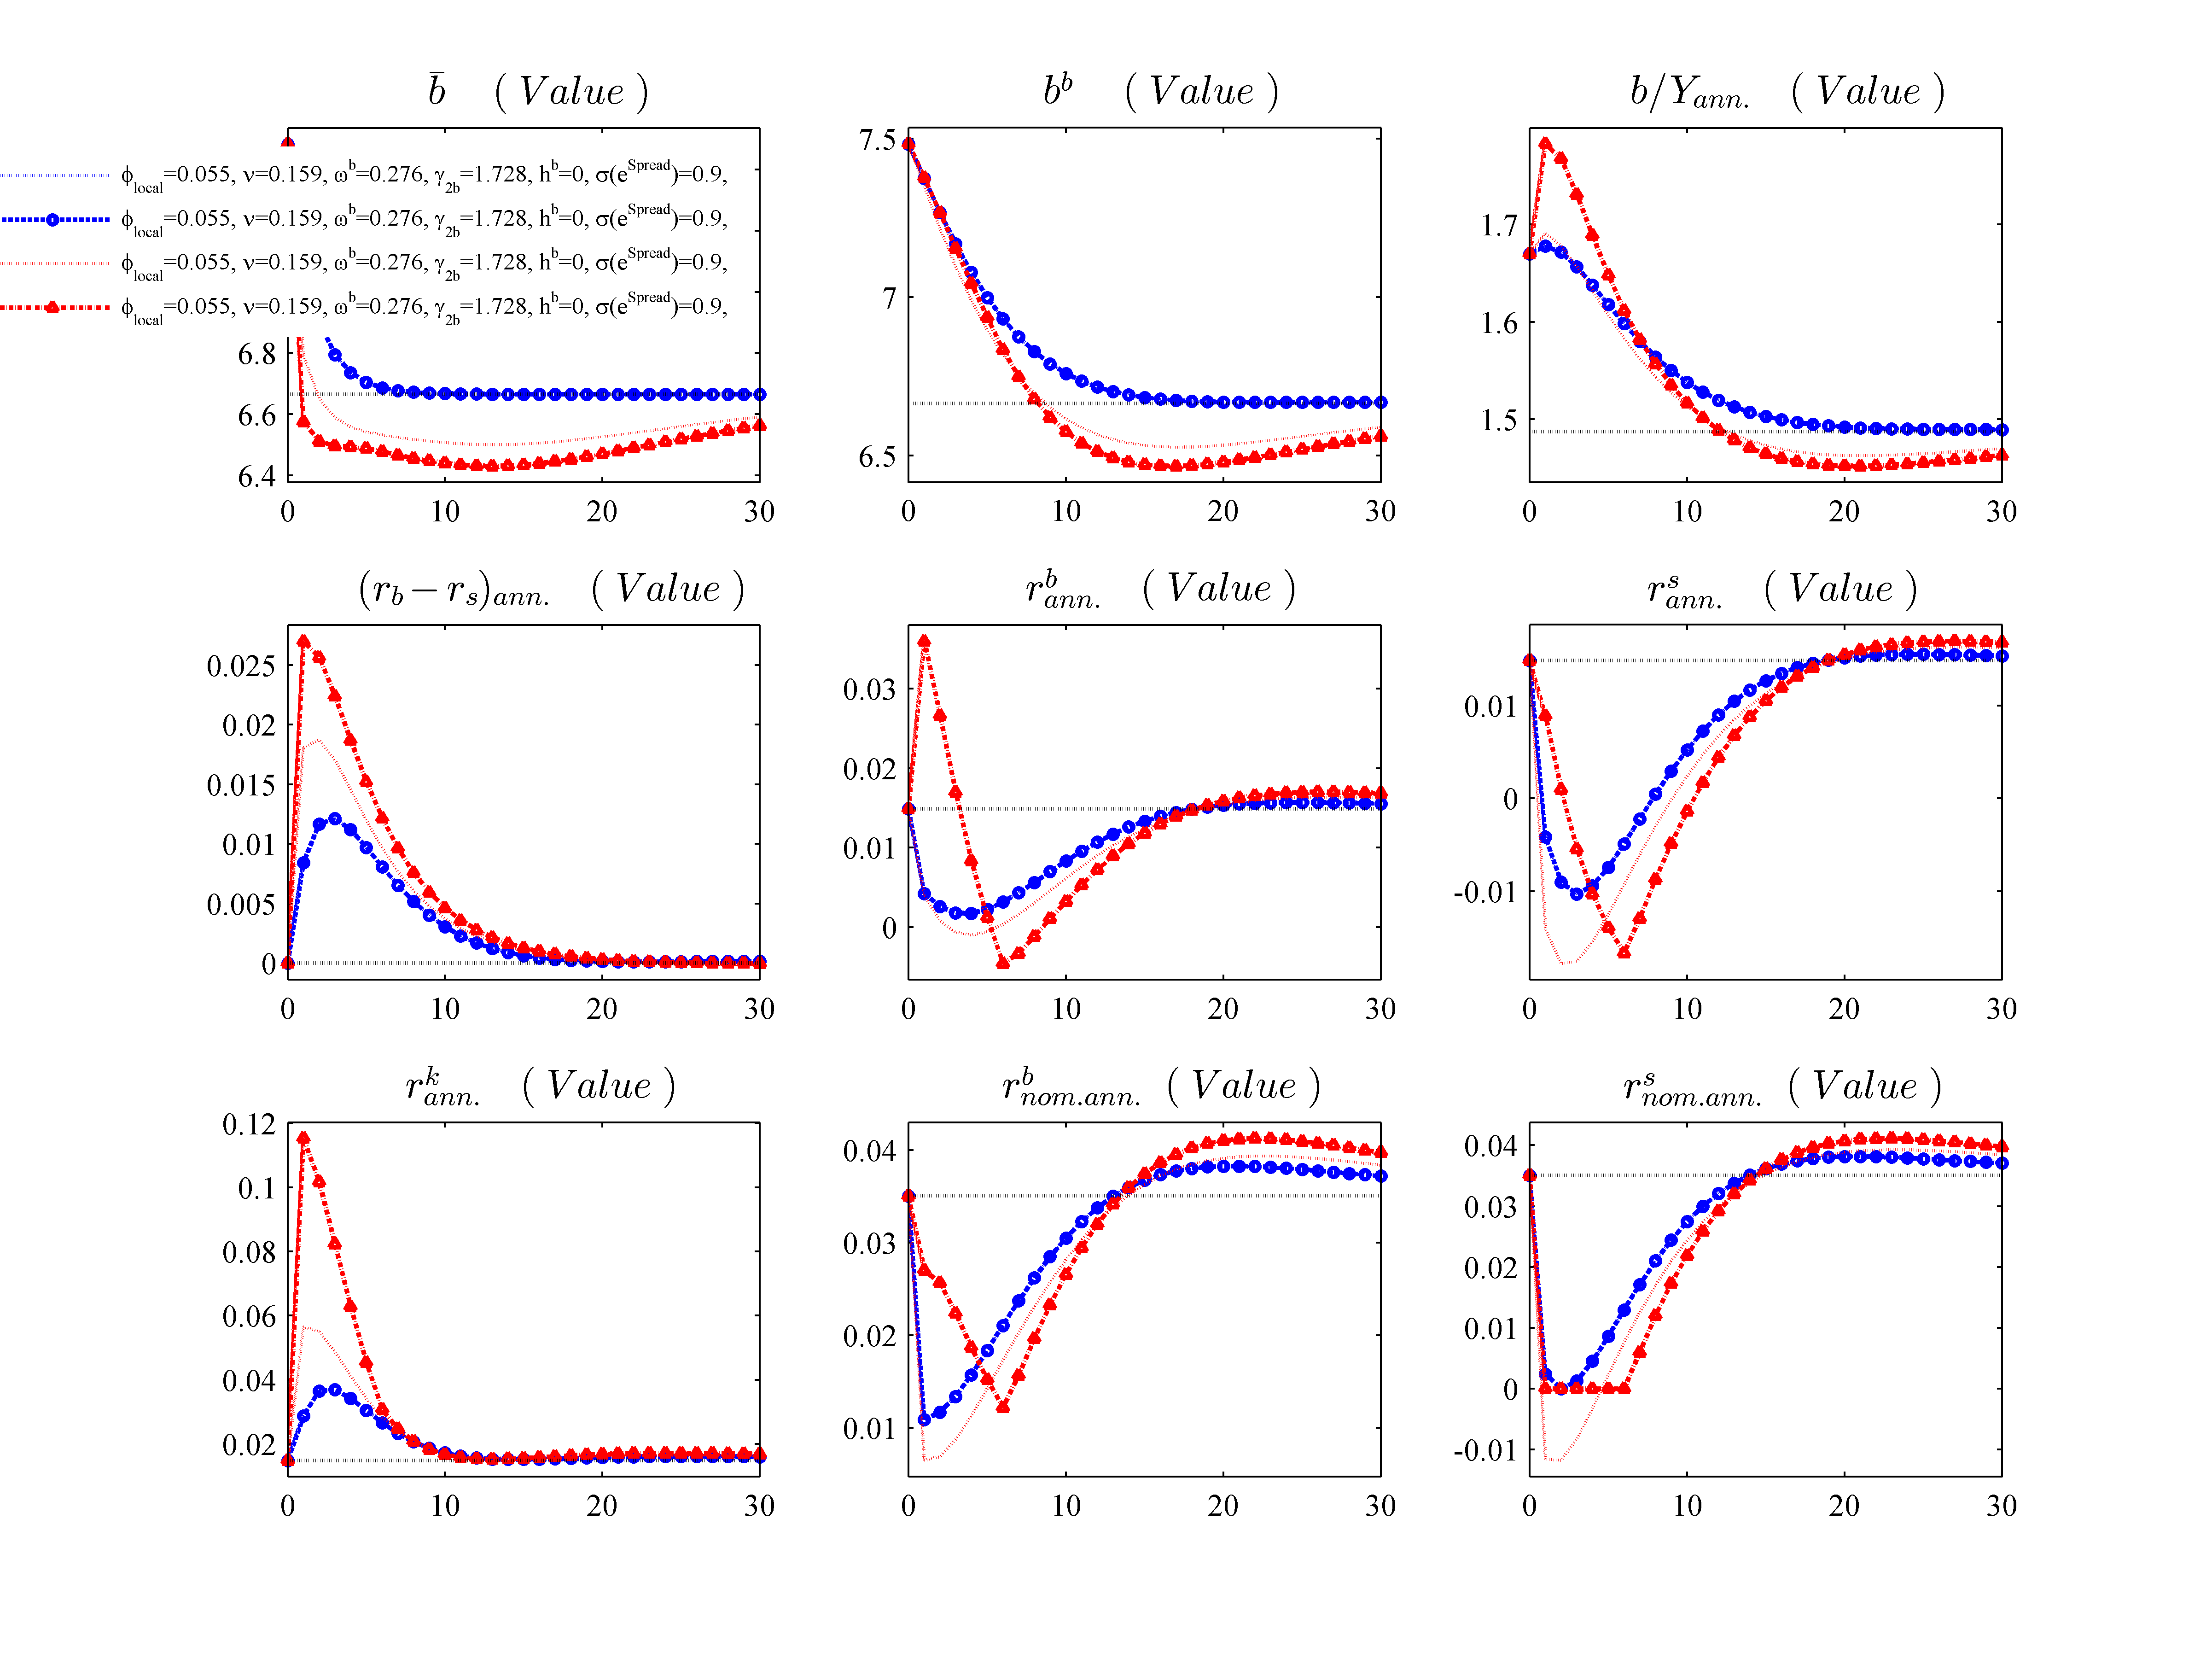 b̄ ( Value )
b^b ( Value )
b/Y_ann. ( Value )
7.5
7
6.5
1.7
1.6
1.5
ϕ_local=0.055, ν=0.159, ω^b=0.276, γ_2b=1.728, h^b=0, σ(e^Spread)=0.9,
ϕ_local=0.055, ν=0.159, ω^b=0.276, γ_2b=1.728, h^b=0, σ(e^Spread)=0.9,
ϕ_local=0.055, ν=0.159, ω^b=0.276, γ_2b=1.728, h^b=0, σ(e^Spread)=0.9,
ϕ_local=0.055, ν=0.159, ω^b=0.276, γ_2b=1.728, h^b=0, σ(e^Spread)=0.9,
6.8
6.6
6.4
0 10 20 30
0 10 20 30
0 10 20 30
(r_b − r_s)_ann. ( Value )
r^b_ann. ( Value )
r^s_ann. ( Value )
0.025
0.02
0.015
0.01
0.005
0
0.03
0.02
0.01
0
0.01
0
-0.01
0 10 20 30
0 10 20 30
0 10 20 30
r^k_ann. ( Value )
r^b_nom.ann. ( Value )
r^s_nom.ann. ( Value )
0.12
0.1
0.08
0.06
0.04
0.02
0.04
0.03
0.02
0.01
0.04
0.03
0.02
0.01
0
-0.01
0 10 20 30
0 10 20 30
0 10 20 30